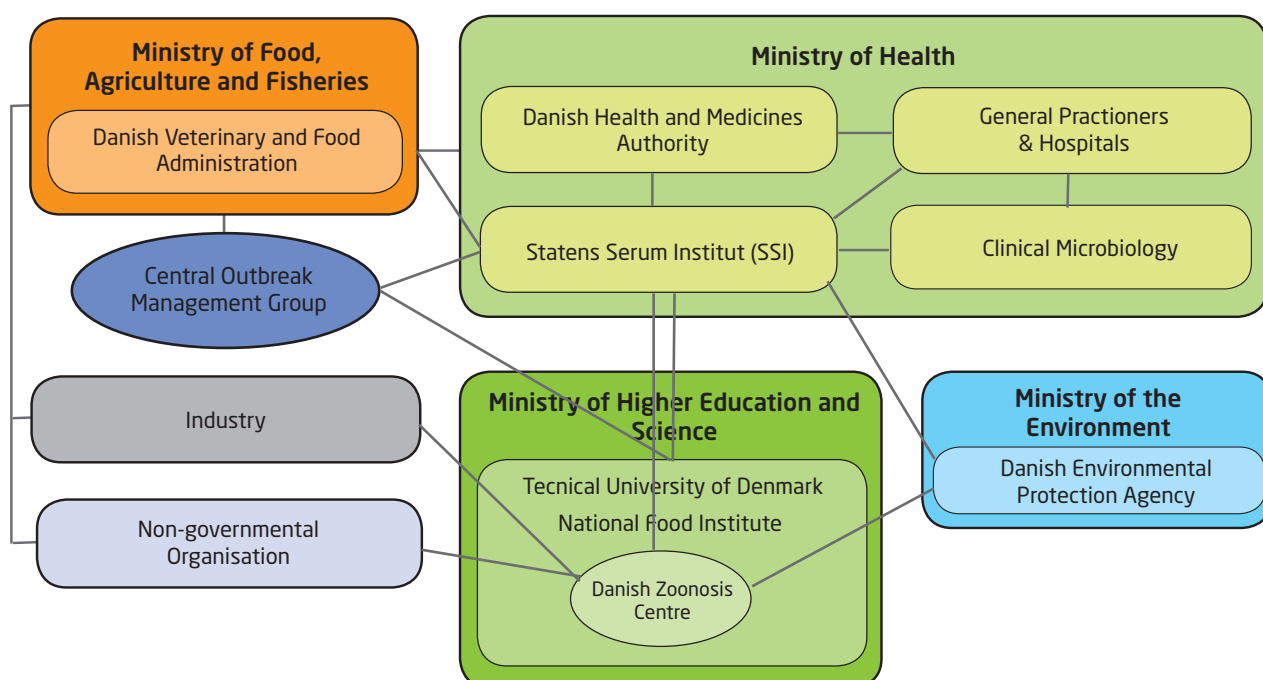 Ministry of Food,
Agriculture and Fisheries
Danish Veterinary and Food
Administration
Ministry of Health
Danish Health and Medicines
Authority
General Practioners
& Hospitals
Statens Serum Institut (SSI)
Clinical Microbiology
Central Outbreak
Management Group
Industry
Non-governmental
Organisation
Ministry of Higher Education and
Science
Tecnical University of Denmark
National Food Institute
Danish Zoonosis
Centre
Ministry of the
Environment
Danish Environmental
Protection Agency